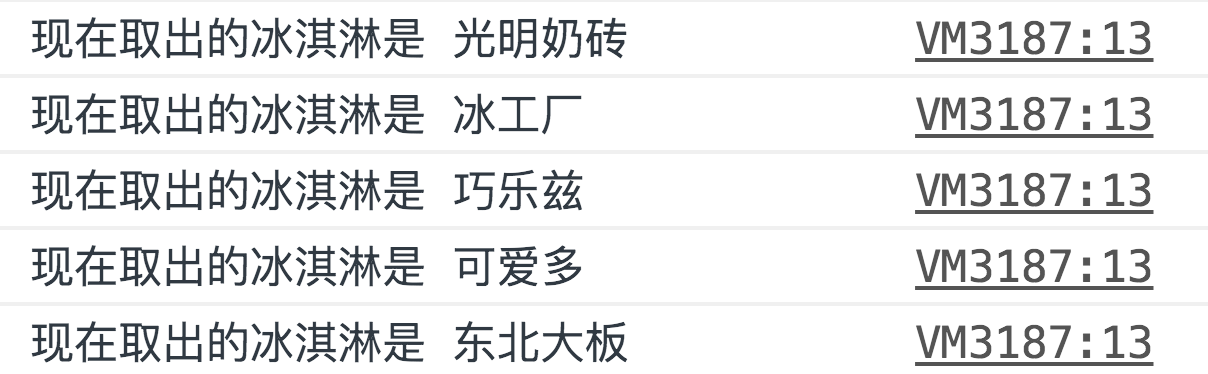 现在取出的冰淇淋是 光明奶砖 VM3187:13
现在取出的冰淇淋是 冰工厂 VM3187:13
现在取出的冰淇淋是 巧乐兹 VM3187:13
现在取出的冰淇淋是 可爱多 VM3187:13
现在取出的冰淇淋是 东北大板 VM3187:13